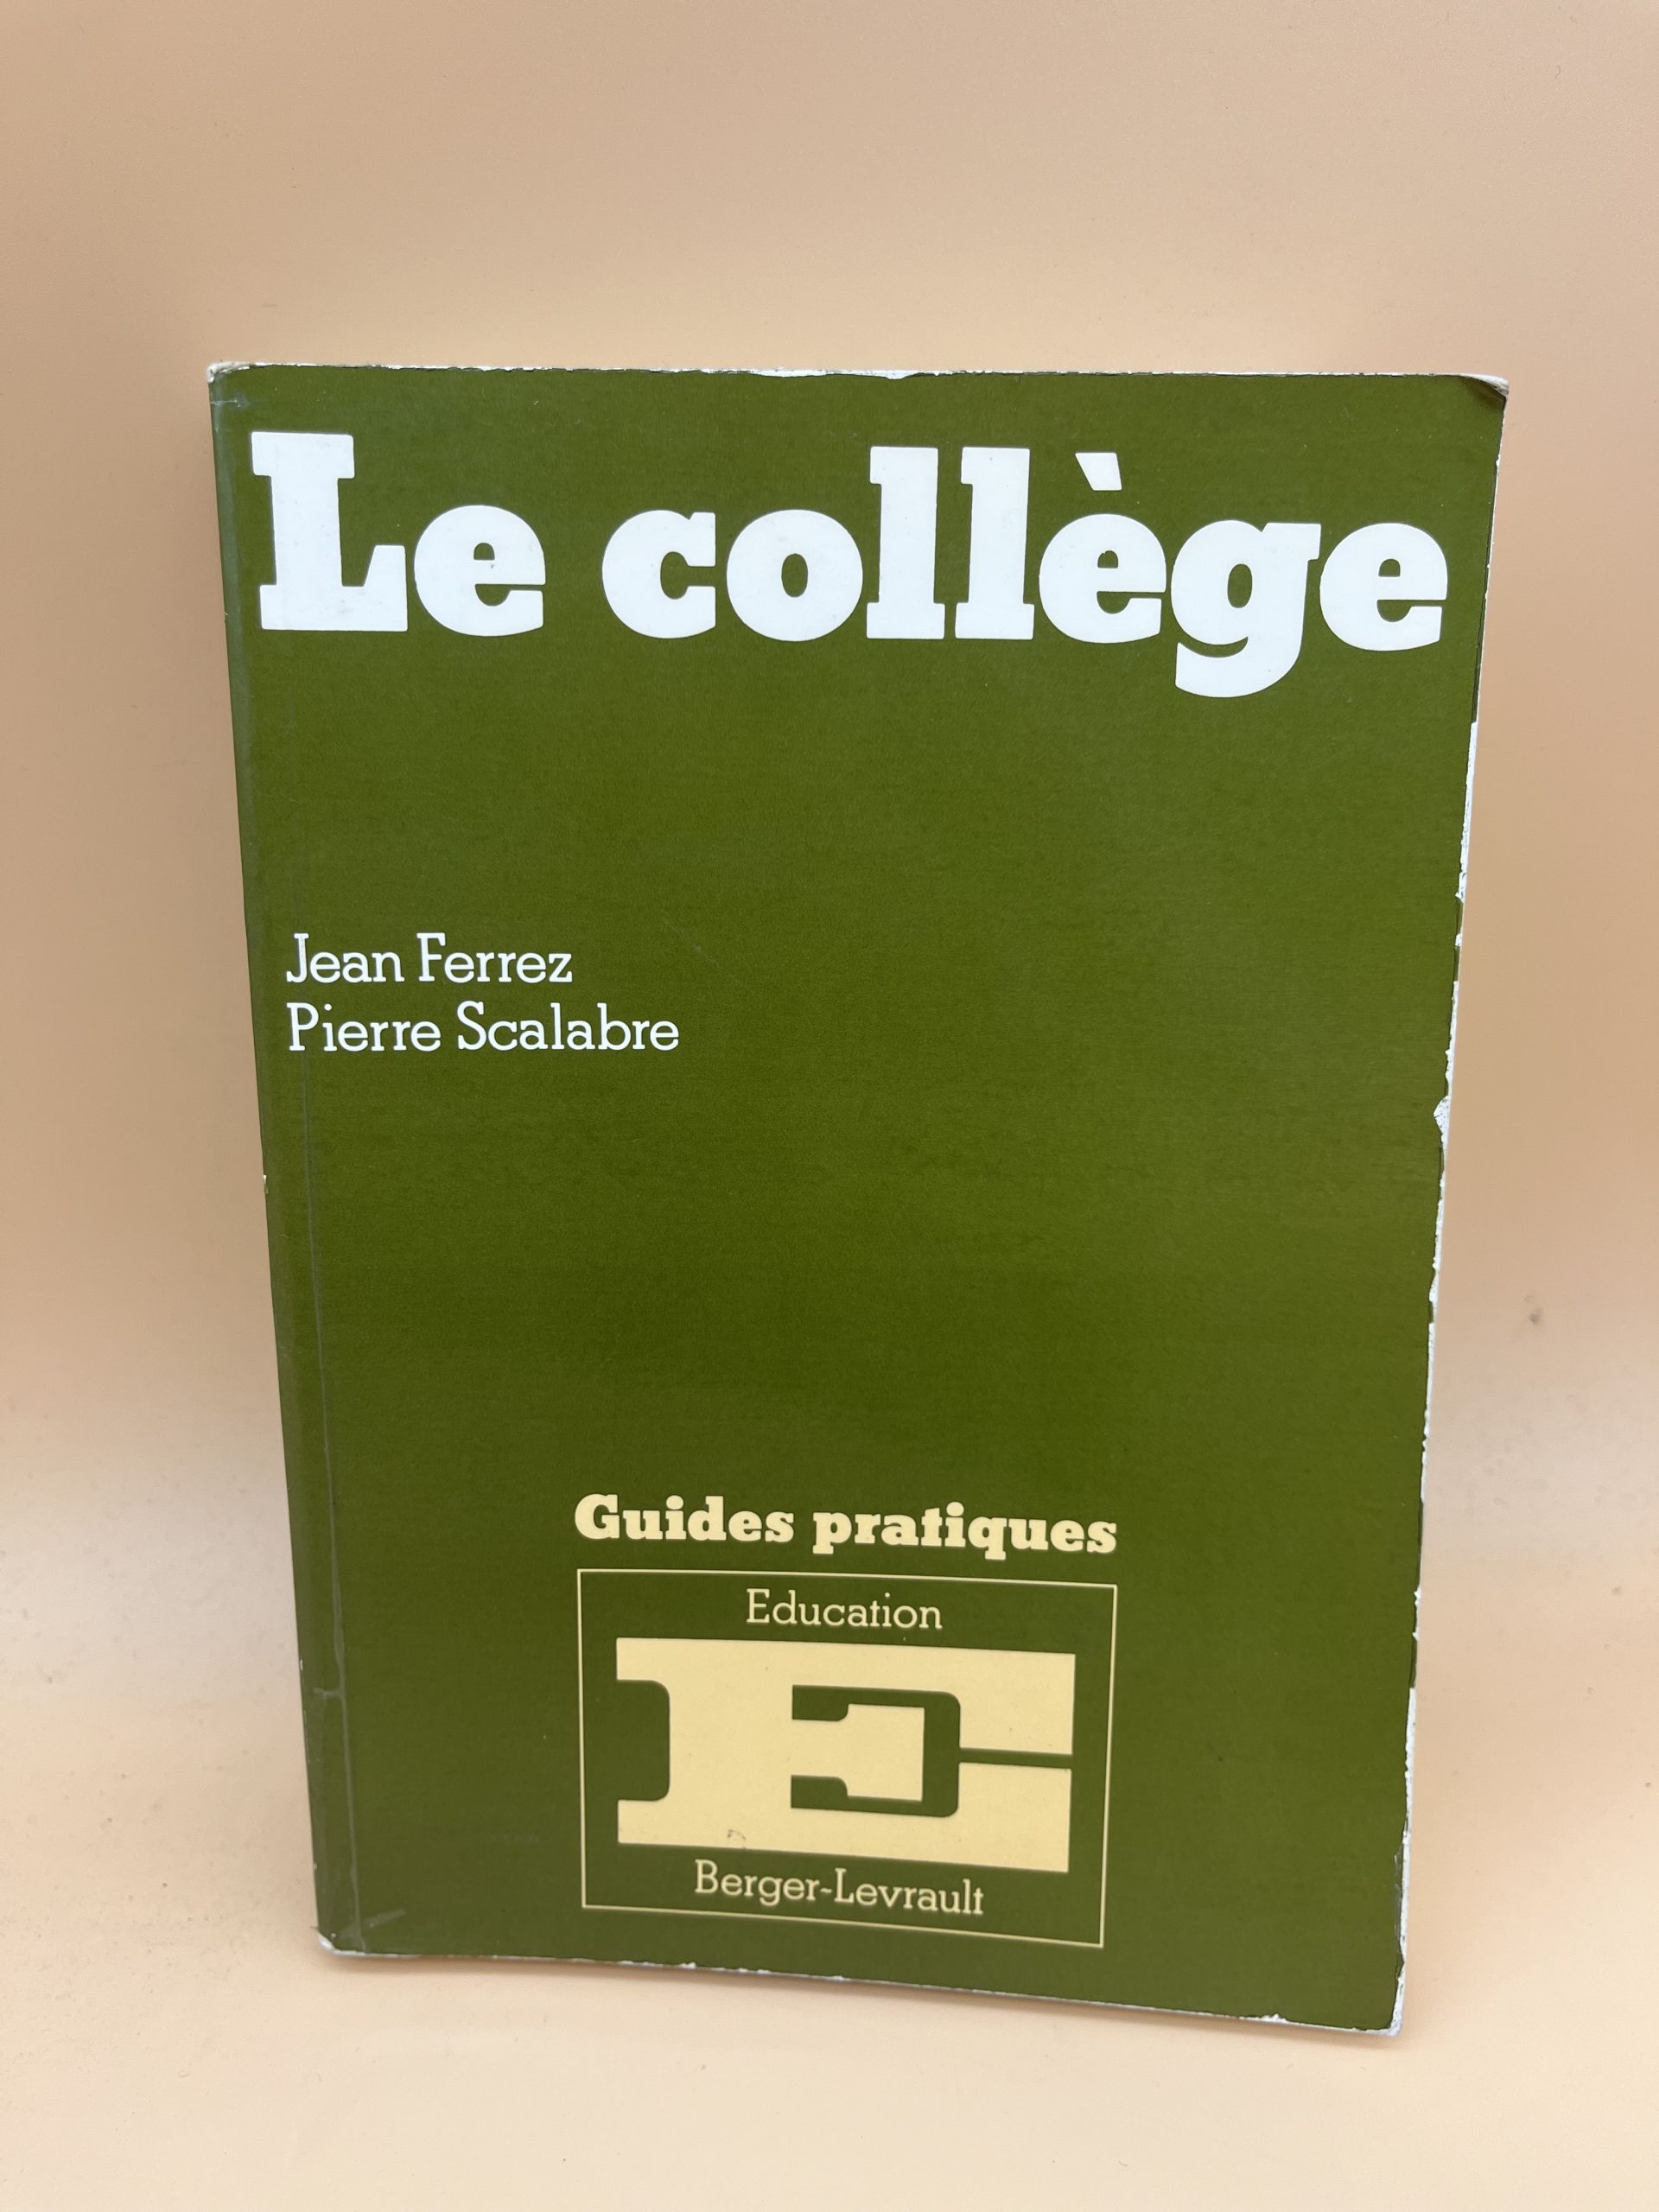 Le collège
Jean Ferrez
Pierre Scalabre
Guides pratiques
Education
E
Berger-Levrault